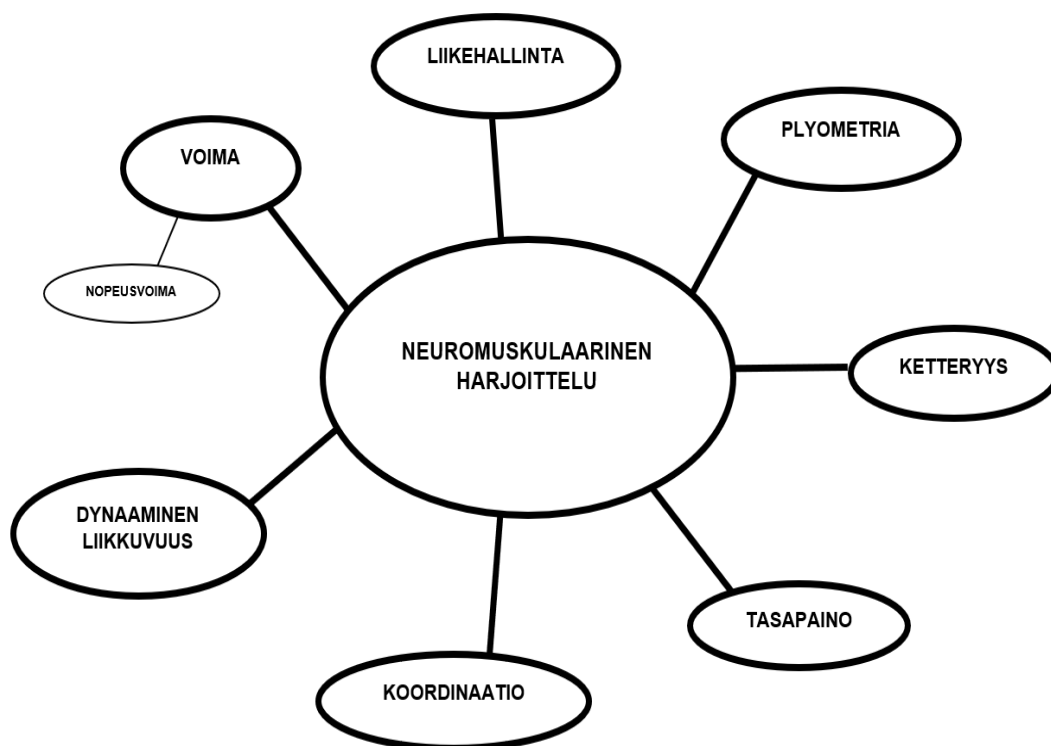 LIIKEHALLINTA
PLYOMETRIA
VOIMA
NOPEUSVOIMA
NEUROMUSKULAARINEN
HARJOITTELU
KETTERYYS
DYNAAMINEN
LIIKKUVUUS
TASAPAINO
KOORDINAATIO